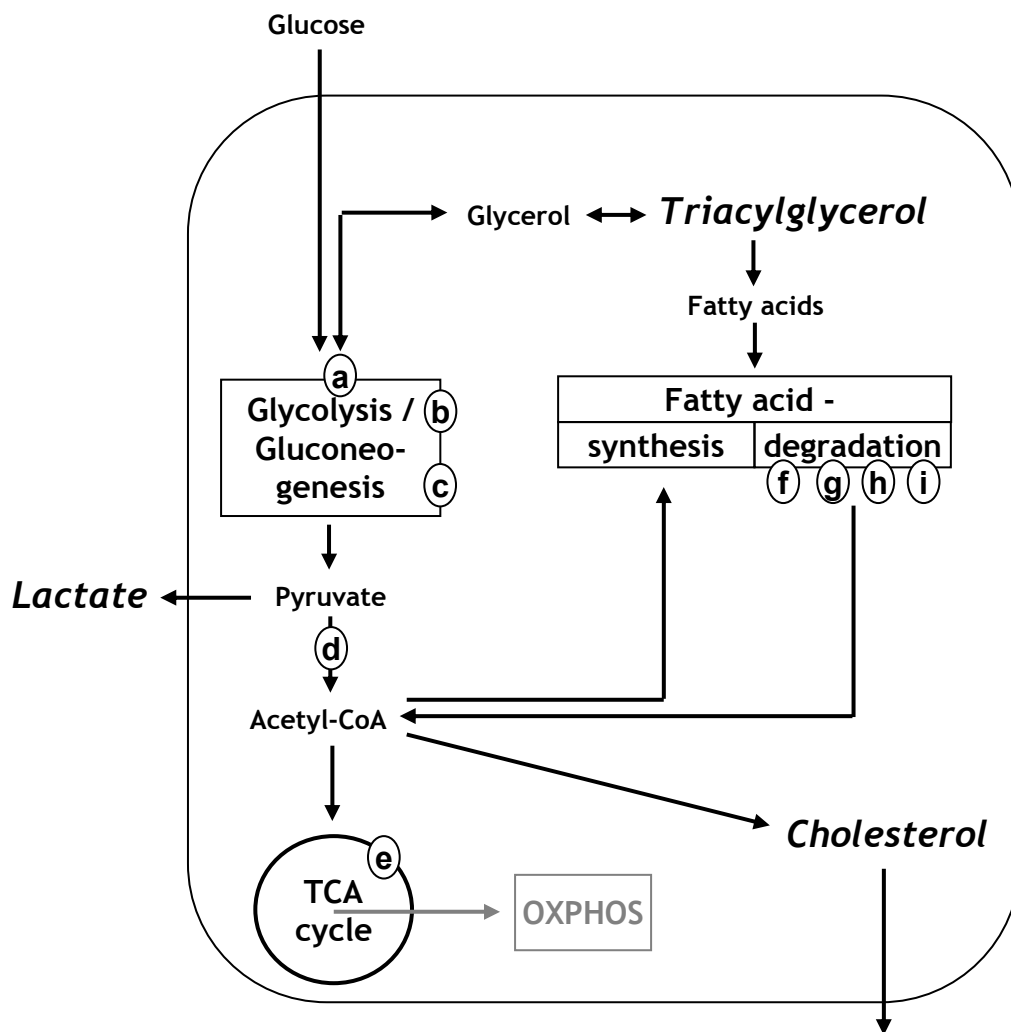 Glucose
Glycerol
Triacylglycerol
Fatty acids
a
Glycolysis /
Gluconeo-
genesis
b
c
Fatty acid -
synthesis
degradation
f
g
h
i
Lactate
Pyruvate
d
Acetyl-CoA
Cholesterol
e
TCA
cycle
OXPHOS